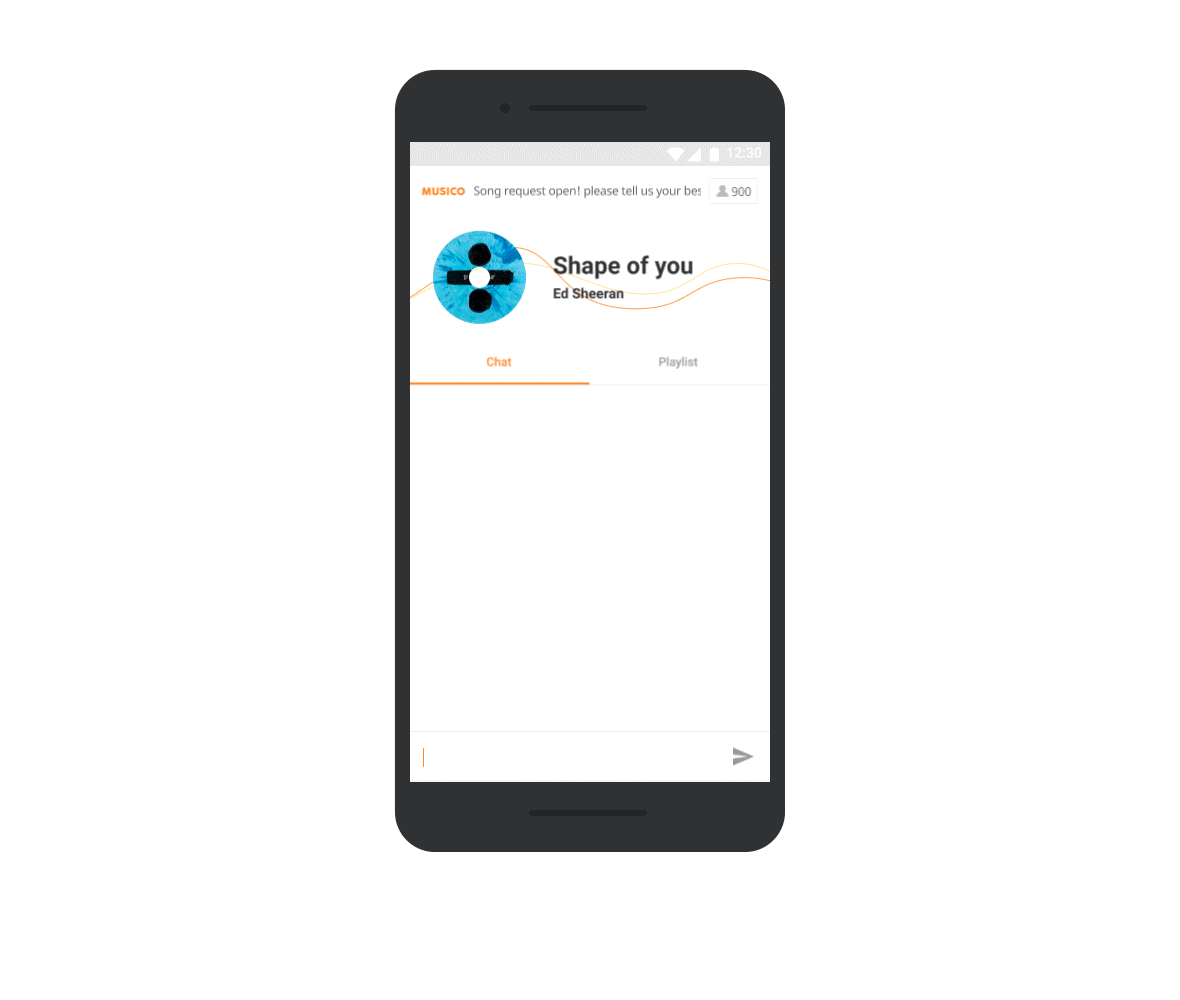 12:30
MUSICO Song request open! please tell us your bes 900
Shape of you
Ed Sheeran
Chat Playlist